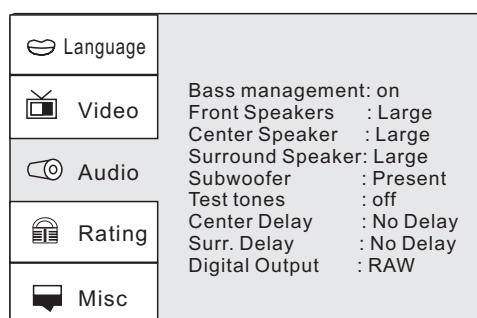 Language
Video
Audio
Rating
Misc
Bass management: on
Front Speakers : Large
Center Speaker : Large
Surround Speaker: Large
Subwoofer : Present
Test tones : off
Center Delay : No Delay
Surr. Delay : No Delay
Digital Output : RAW